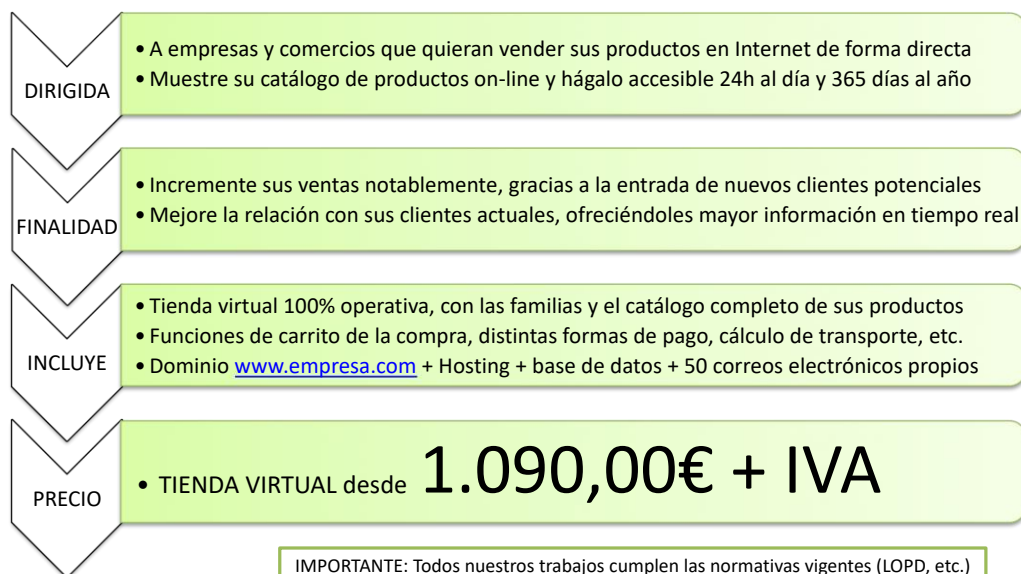 DIRIGIDA
• A empresas y comercios que quieran vender sus productos en Internet de forma directa
• Muestre su catálogo de productos on-line y hágalo accesible 24h al día y 365 días al año
FINALIDAD
• Incremente sus ventas notablemente, gracias a la entrada de nuevos clientes potenciales
• Mejore la relación con sus clientes actuales, ofreciéndoles mayor información en tiempo real
INCLUYE
• Tienda virtual 100% operativa, con las familias y el catálogo completo de sus productos
• Funciones de carrito de la compra, distintas formas de pago, cálculo de transporte, etc.
• Dominio www.empresa.com + Hosting + base de datos + 50 correos electrónicos propios
PRECIO
• TIENDA VIRTUAL desde 1.090,00€ + IVA
IMPORTANTE: Todos nuestros trabajos cumplen las normativas vigentes (LOPD, etc.)